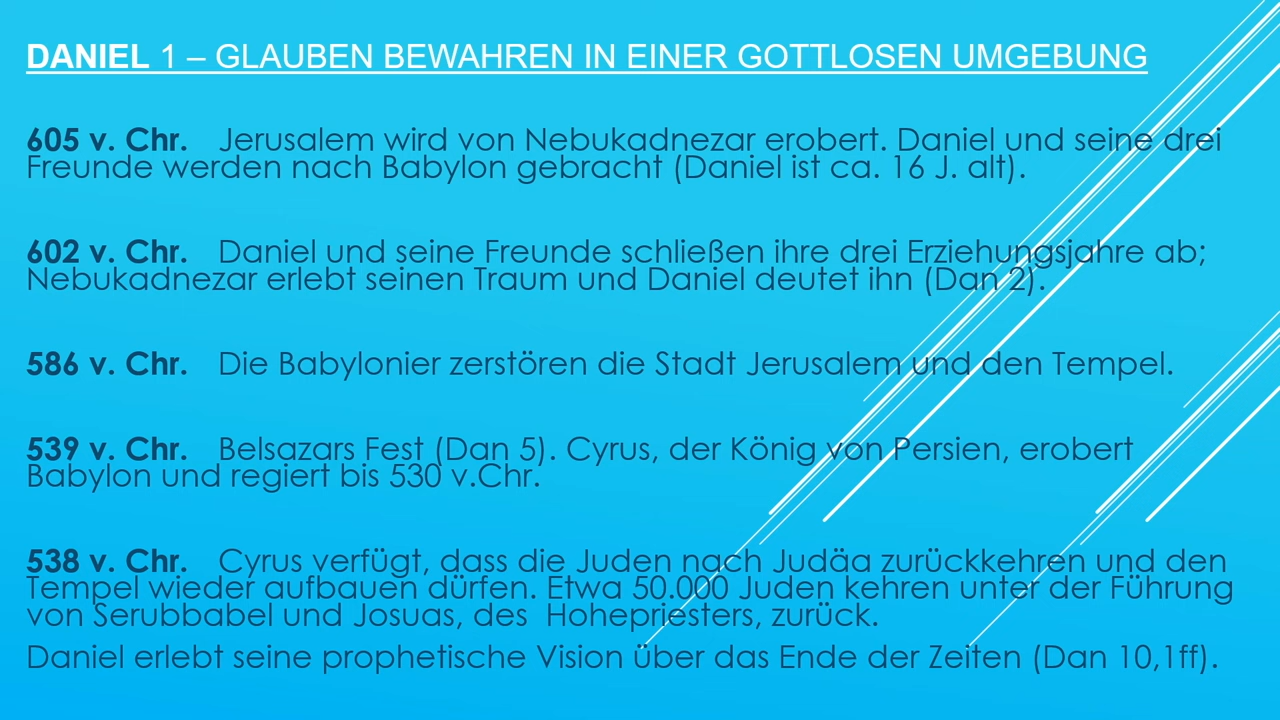 DANIEL 1 – GLAUBEN BEWAHREN IN EINER GOTTLOSEN UMGEBUNG
605 v. Chr. Jerusalem wird von Nebukadnezar erobert. Daniel und seine drei
Freunde werden nach Babylon gebracht (Daniel ist ca. 16 J. alt).
602 v. Chr. Daniel und seine Freunde schließen ihre drei Erziehungsjahre ab;
Nebukadnezar erlebt seinen Traum und Daniel deutet ihn (Dan 2).
586 v. Chr. Die Babylonier zerstören die Stadt Jerusalem und den Tempel.
539 v. Chr. Belsazars Fest (Dan 5). Cyrus, der König von Persien, erobert
Babylon und regiert bis 530 v.Chr.
538 v. Chr. Cyrus verfügt, dass die Juden nach Judäa zurückkehren und den
Tempel wieder aufbauen dürfen. Etwa 50.000 Juden kehren unter der Führung
von Serubbabel und Josuas, des Hohepriesters, zurück.
Daniel erlebt seine prophetische Vision über das Ende der Zeiten (Dan 10,1ff).